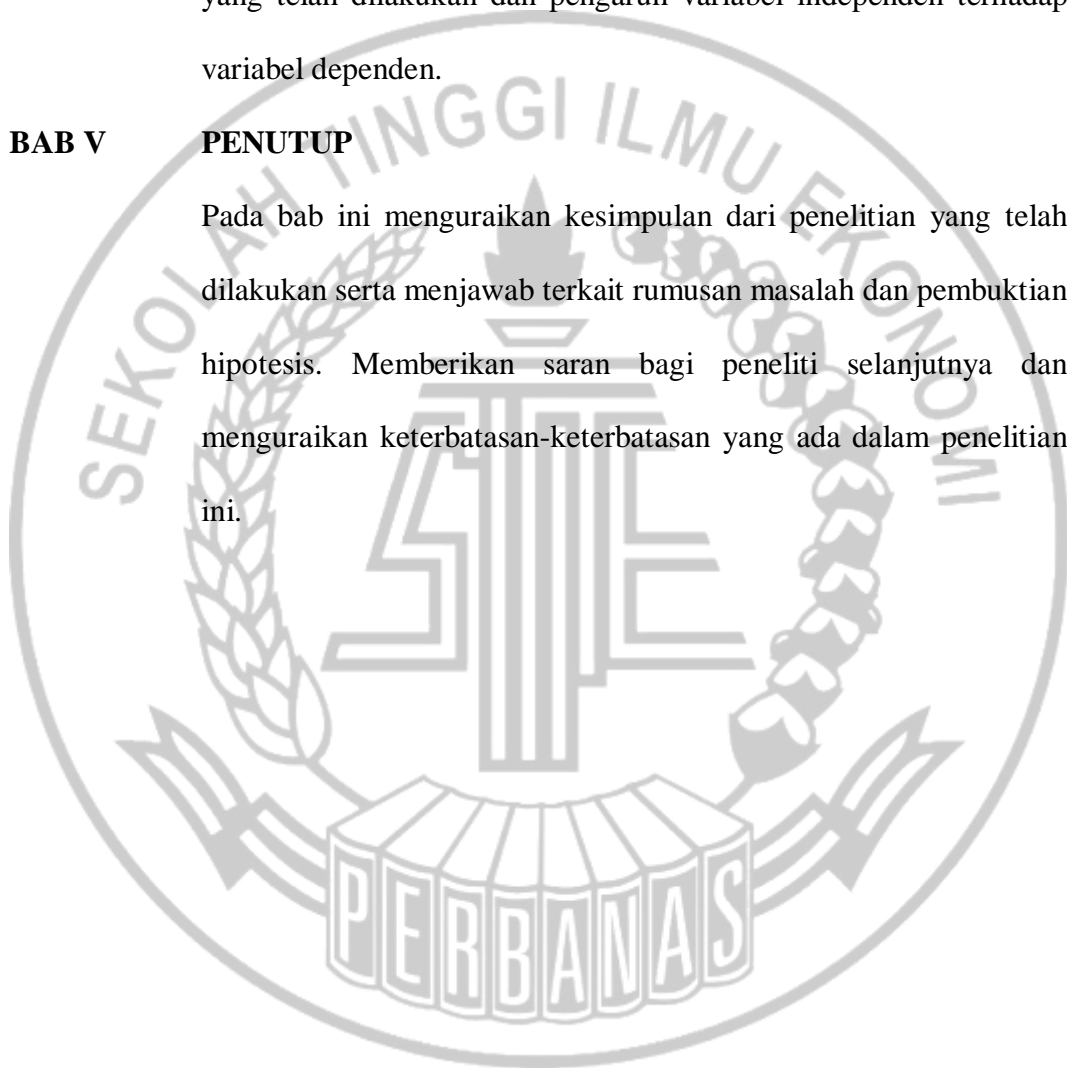 yang telah dilakukan dan pengaruh variabel independen terhadap
variabel dependen.
BAB V PENUTUP
Pada bab ini menguraikan kesimpulan dari penelitian yang telah
dilakukan serta menjawab terkait rumusan masalah dan pembuktian
hipotesis. Memberikan saran bagi peneliti selanjutnya dan
menguraikan keterbatasan-keterbatasan yang ada dalam penelitian
ini.
SEKOLAH TINGGI ILMU EKONOMI
STIE
PERBANAS